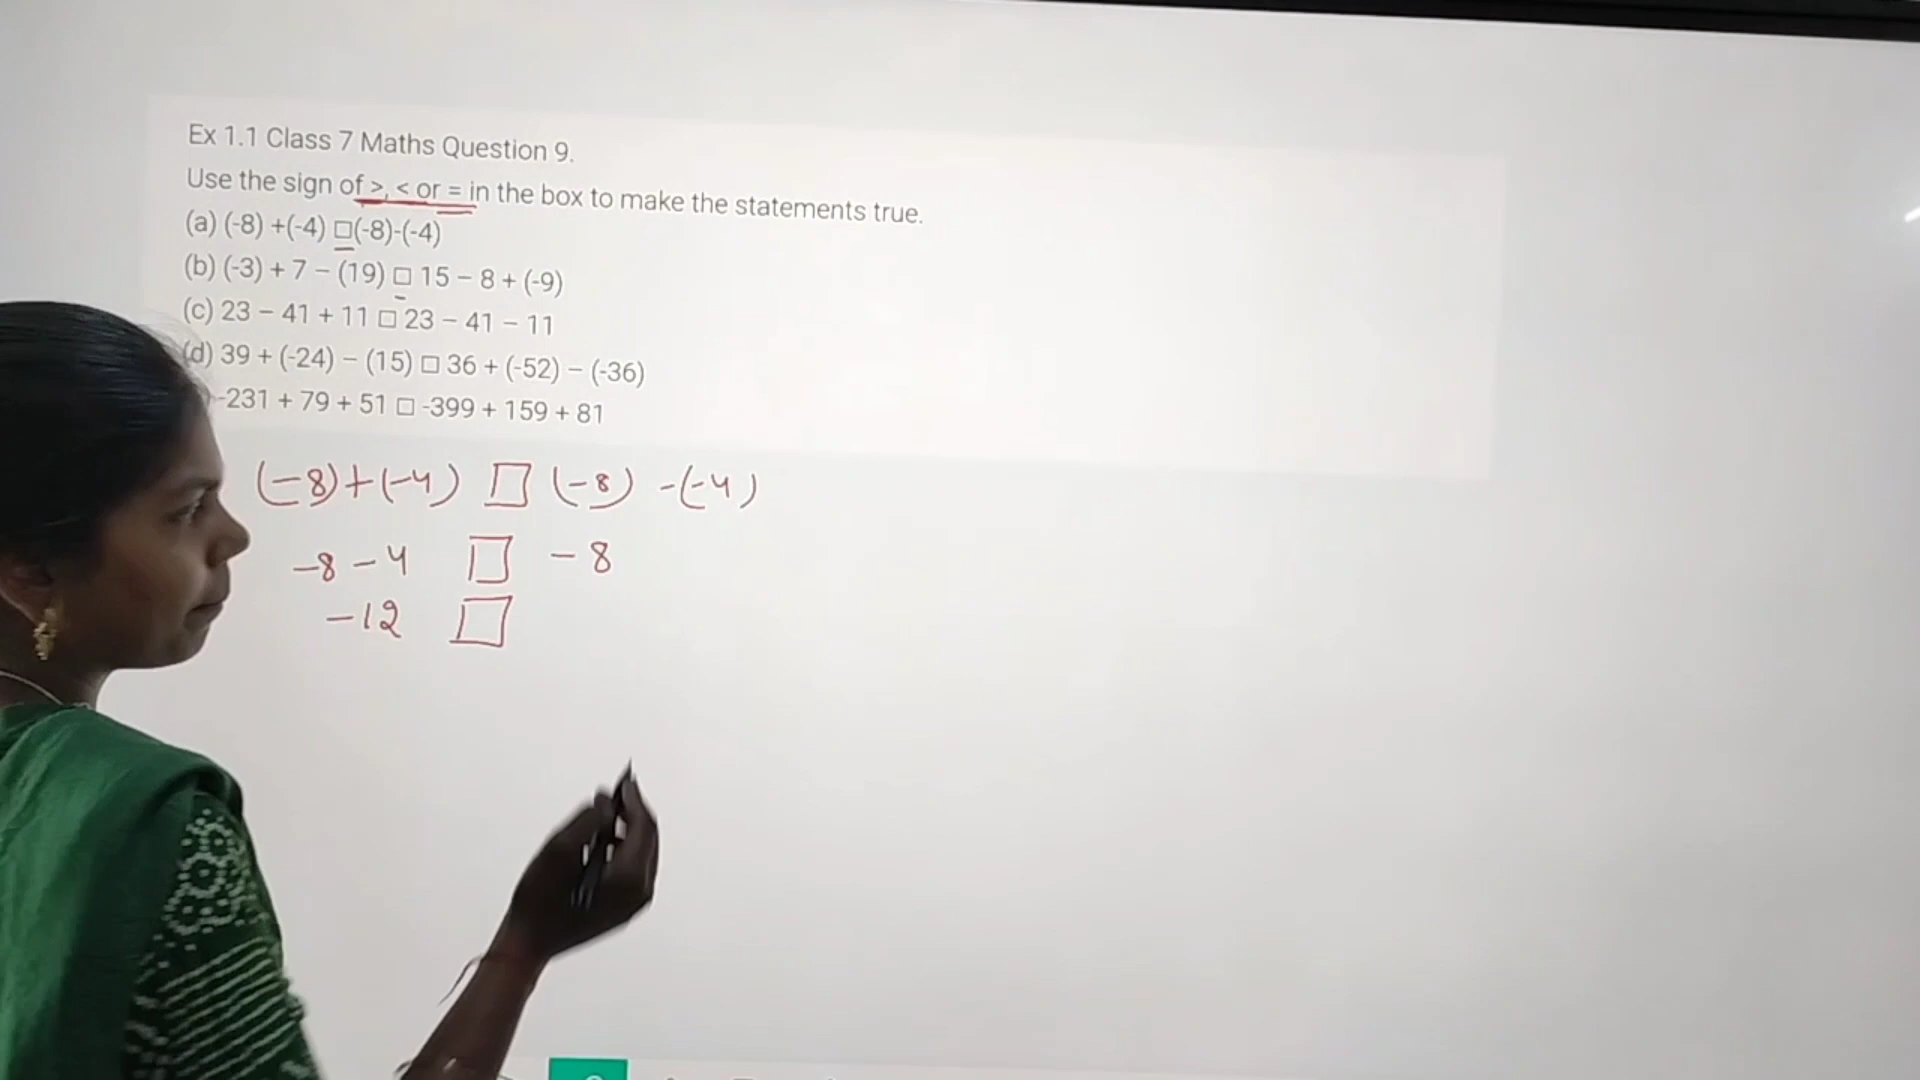 Ex 1.1 Class 7 Maths Question 9.
Use the sign of >, < or = in the box to make the statements true.
(a) (-8) +(-4) □(-8)-(-4)
(b) (-3) + 7 – (19) □ 15 – 8 + (-9)
(c) 23 – 41 + 11 □ 23 – 41 – 11
(d) 39 + (-24) – (15) □ 36 + (-52) – (-36)
-231 + 79 + 51 □ -399 + 159 + 81
(-8)+(-4) □ (-8) -(-4)
-8 - 4 □ - 8
-12 □